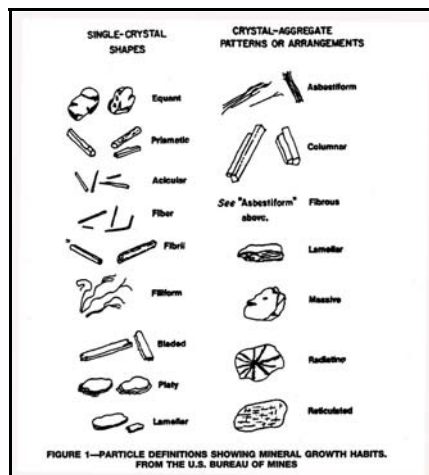 SINGLE-CRYSTAL
SHAPES
Equant
Prismatic
Acicular
Fiber
Fibril
Filiform
Bladed
Platy
Lamellar
CRYSTAL-AGGREGATE
PATTERNS OR ARRANGEMENTS
Asbestiform
Columnar
See "Asbestiform" above. Fibrous
Lamellar
Massive
Radiating
Reticulated
FIGURE 1—PARTICLE DEFINITIONS SHOWING MINERAL GROWTH HABITS.
FROM THE U.S. BUREAU OF MINES